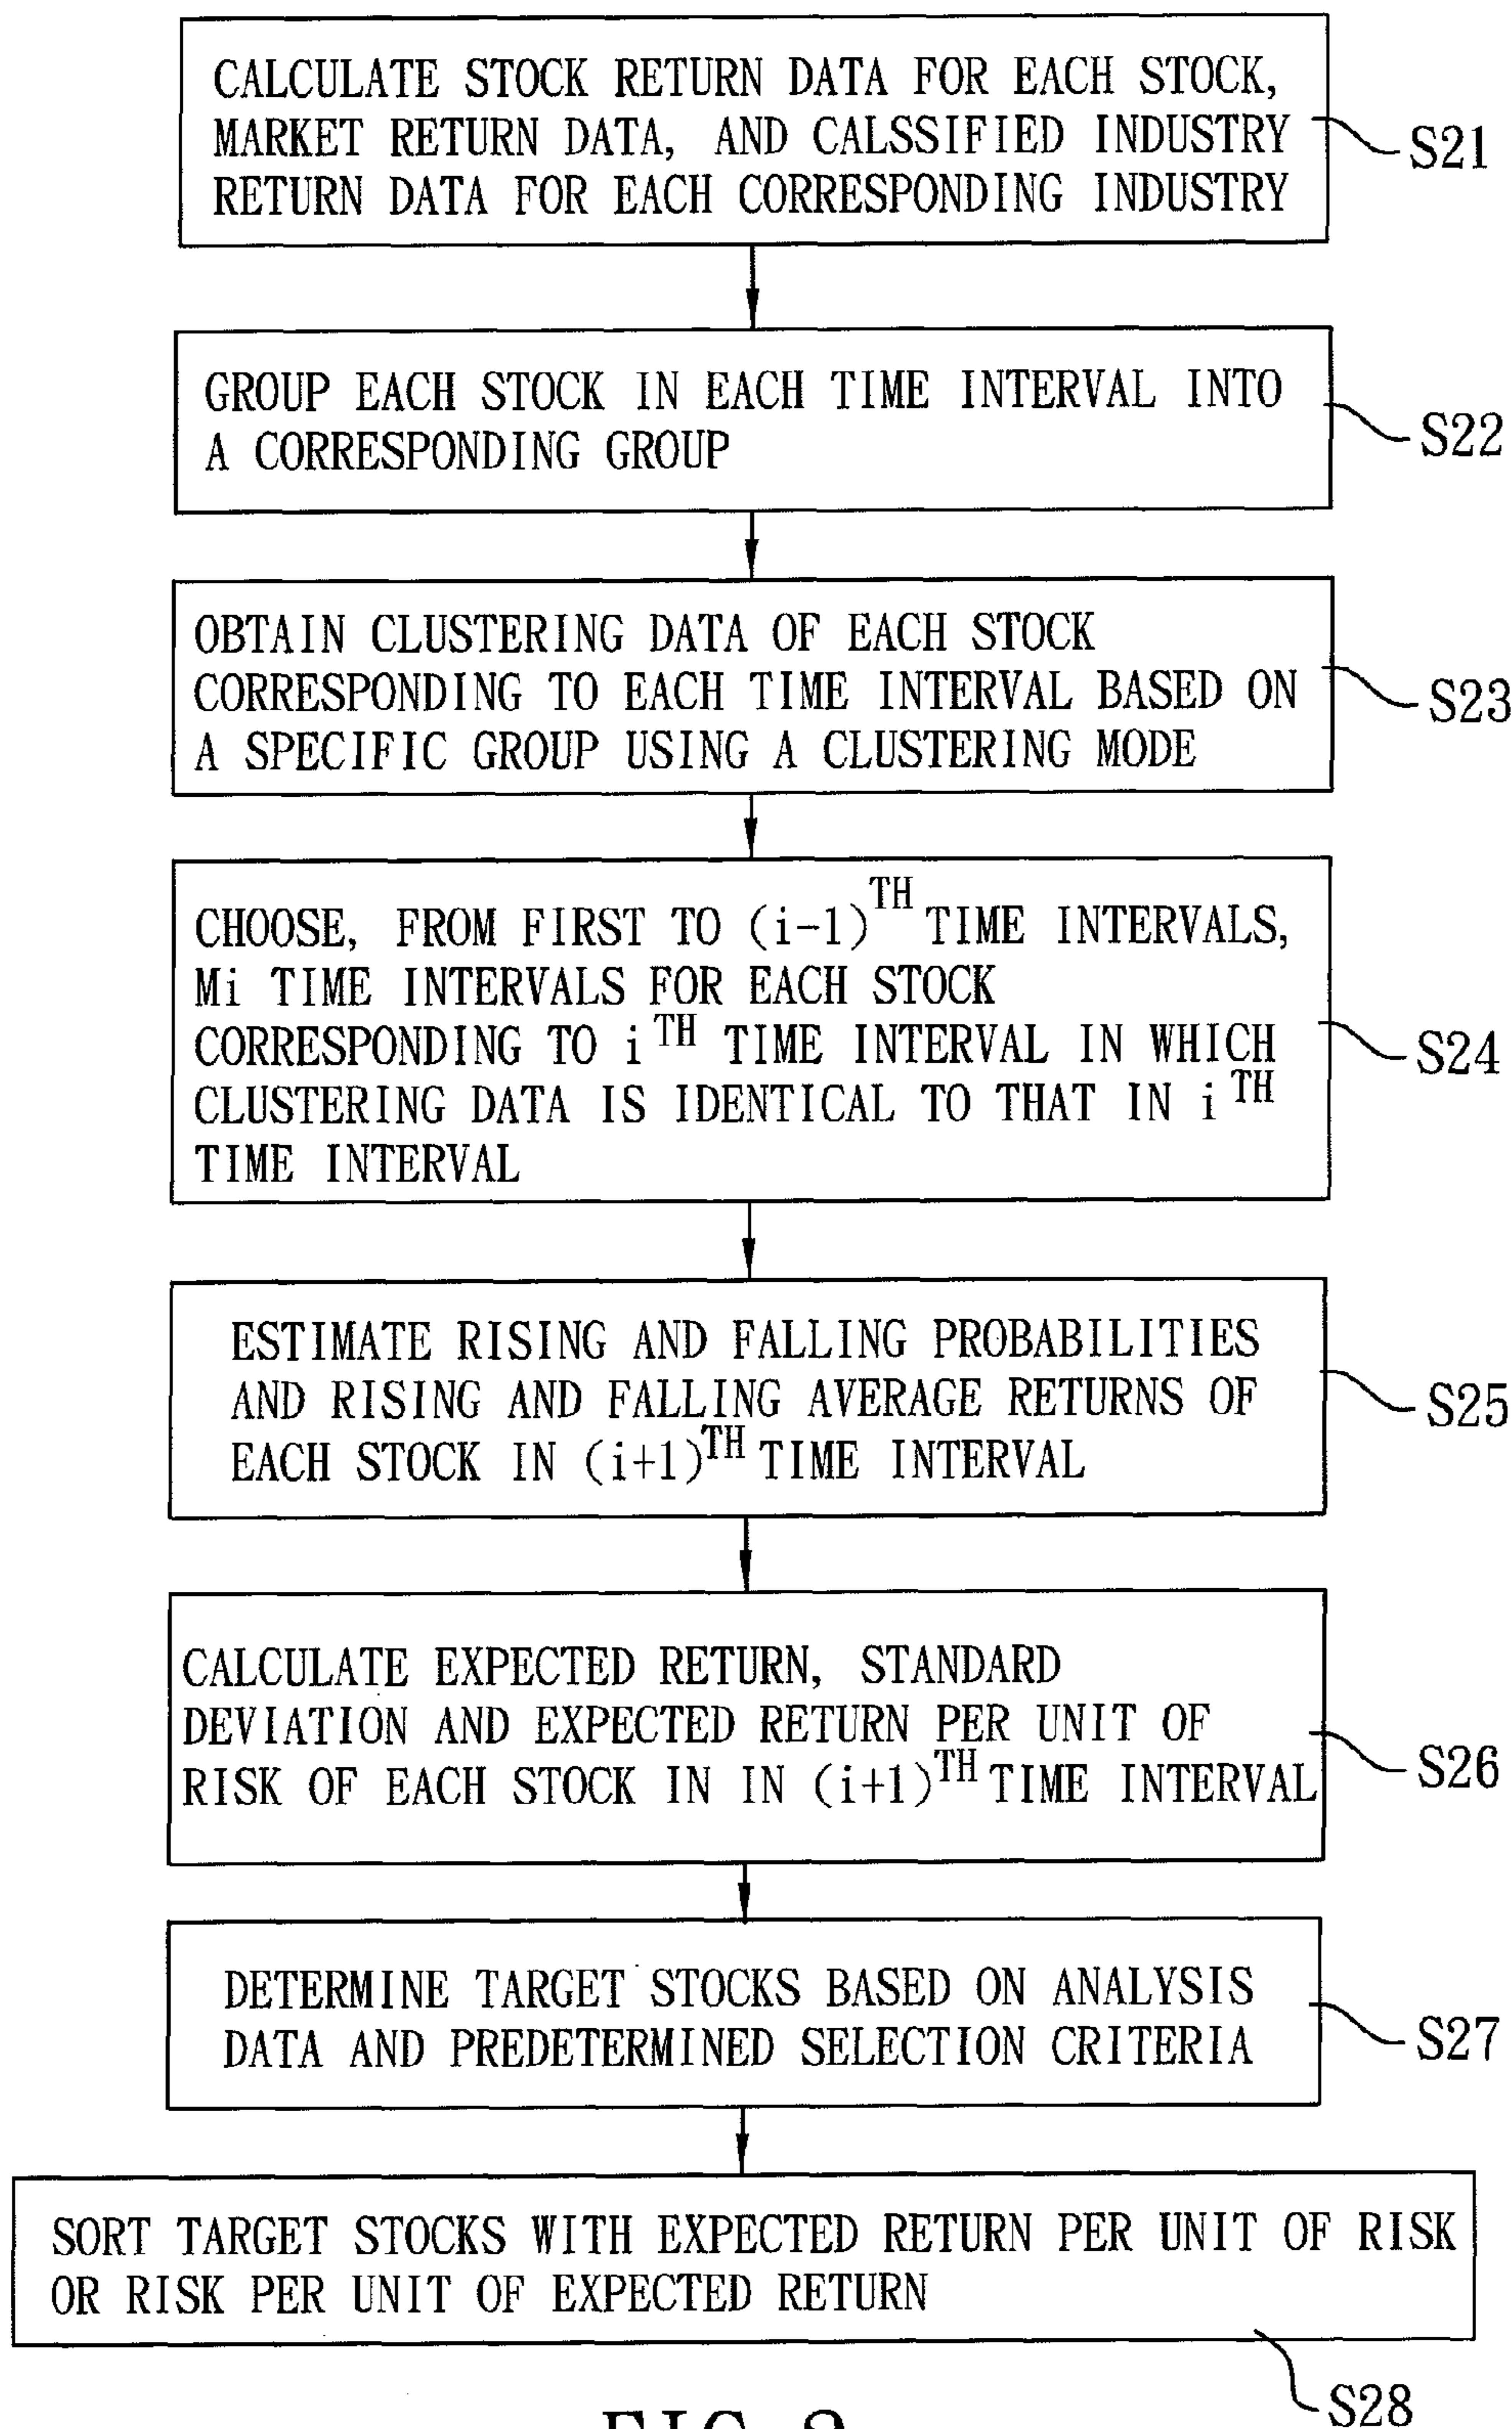 CALCULATE STOCK RETURN DATA FOR EACH STOCK,
MARKET RETURN DATA, AND CALSSIFIED INDUSTRY
RETURN DATA FOR EACH CORRESPONDING INDUSTRY
S21
GROUP EACH STOCK IN EACH TIME INTERVAL INTO
A CORRESPONDING GROUP
S22
OBTAIN CLUSTERING DATA OF EACH STOCK
CORRESPONDING TO EACH TIME INTERVAL BASED ON
A SPECIFIC GROUP USING A CLUSTERING MODE
S23
CHOOSE, FROM FIRST TO (i-1)TH TIME INTERVALS,
Mi TIME INTERVALS FOR EACH STOCK
CORRESPONDING TO iTH TIME INTERVAL IN WHICH
CLUSTERING DATA IS IDENTICAL TO THAT IN iTH
TIME INTERVAL
S24
ESTIMATE RISING AND FALLING PROBABILITIES
AND RISING AND FALLING AVERAGE RETURNS OF
EACH STOCK IN (i+1)TH TIME INTERVAL
S25
CALCULATE EXPECTED RETURN, STANDARD
DEVIATION AND EXPECTED RETURN PER UNIT OF
RISK OF EACH STOCK IN IN (i+1)TH TIME INTERVAL
S26
DETERMINE TARGET STOCKS BASED ON ANALYSIS
DATA AND PREDETERMINED SELECTION CRITERIA
S27
SORT TARGET STOCKS WITH EXPECTED RETURN PER UNIT OF RISK
OR RISK PER UNIT OF EXPECTED RETURN
S28